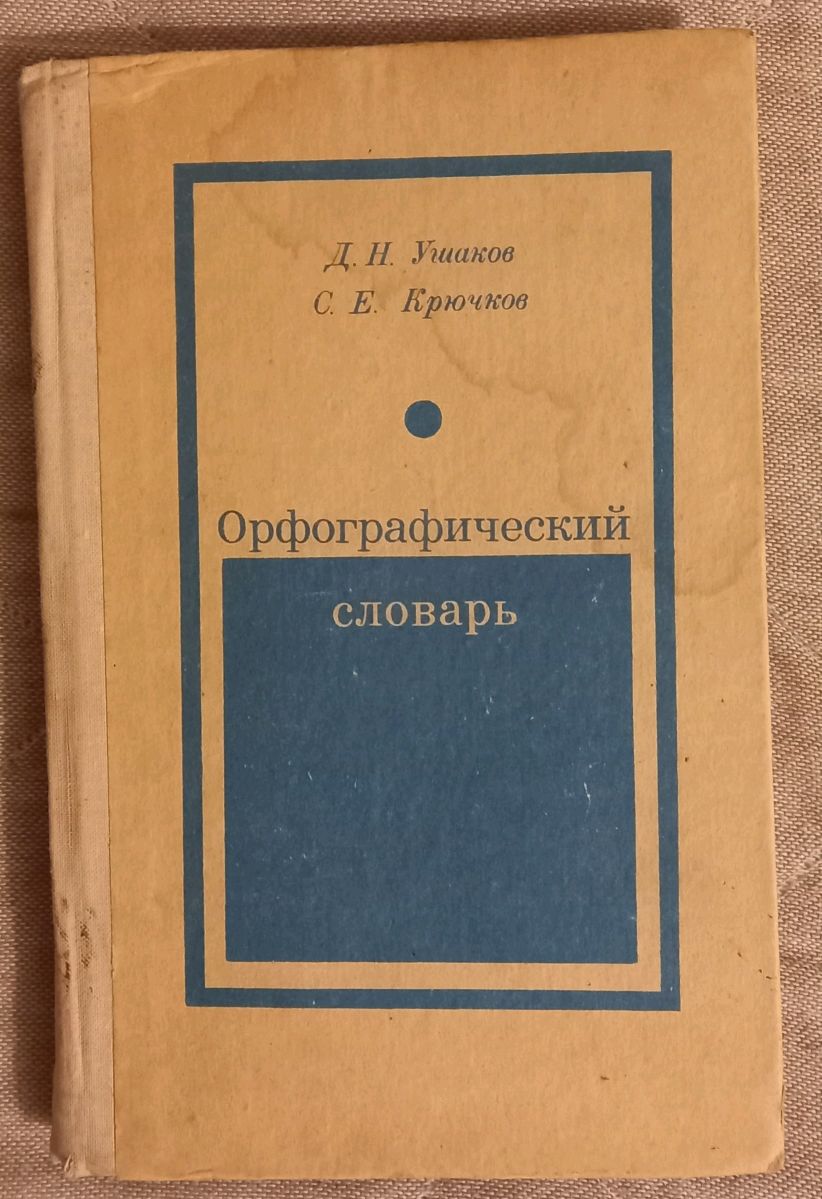 Д. Н. Ушаков
С. Е. Крючков
Орфографический
словарь